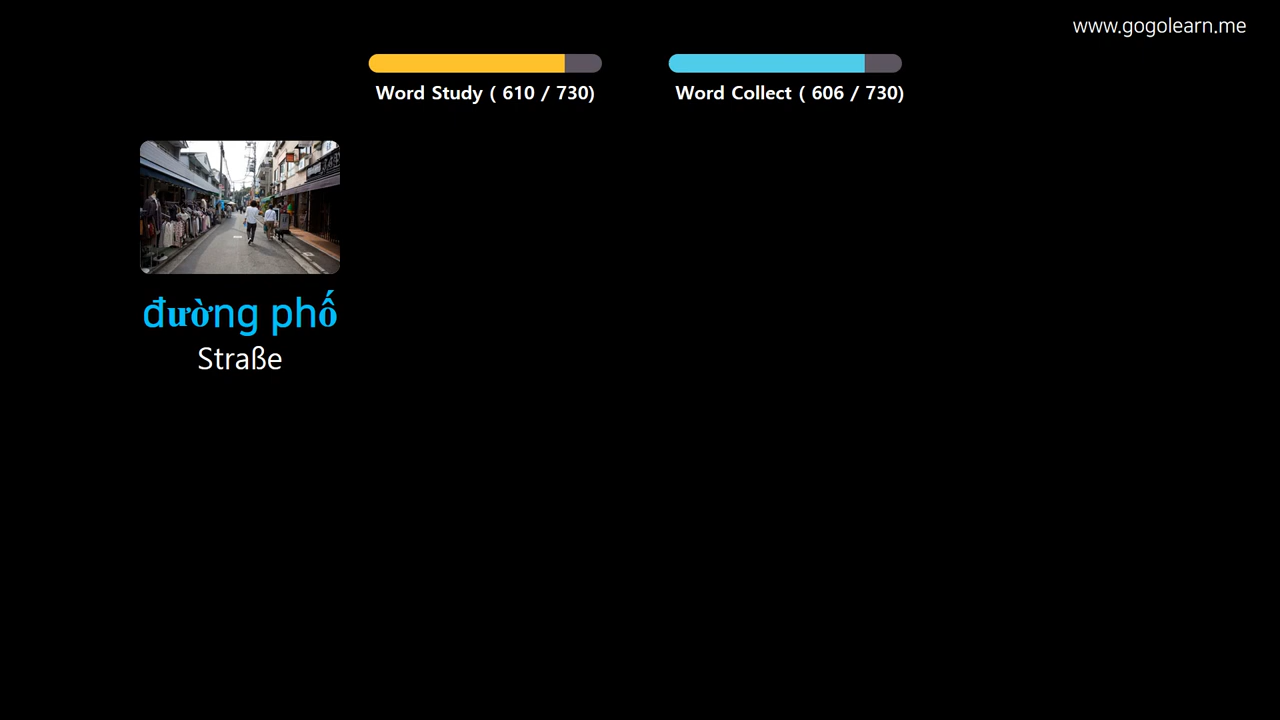 www.gogolearn.me
Word Study ( 610 / 730)
Word Collect ( 606 / 730)
đường phố
Straße